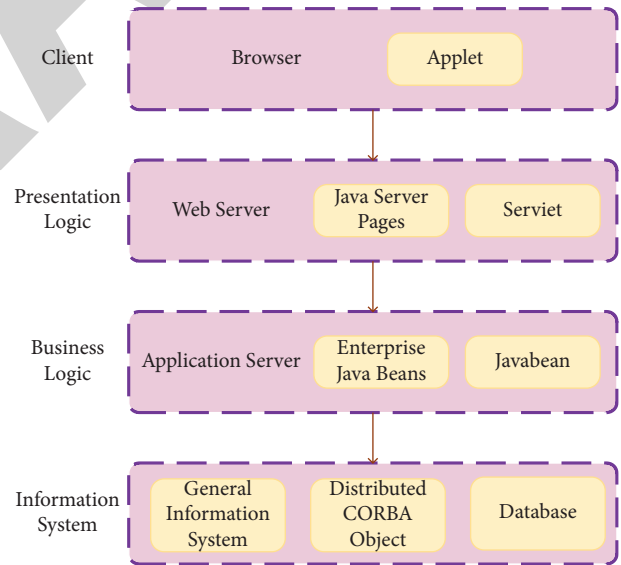 Client
Browser
Applet
Presentation
Logic
Web Server
Java Server
Pages
Serviet
Business
Logic
Application Server
Enterprise
Java Beans
Javabean
Information
System
General
Information
System
Distributed
CORBA
Object
Database